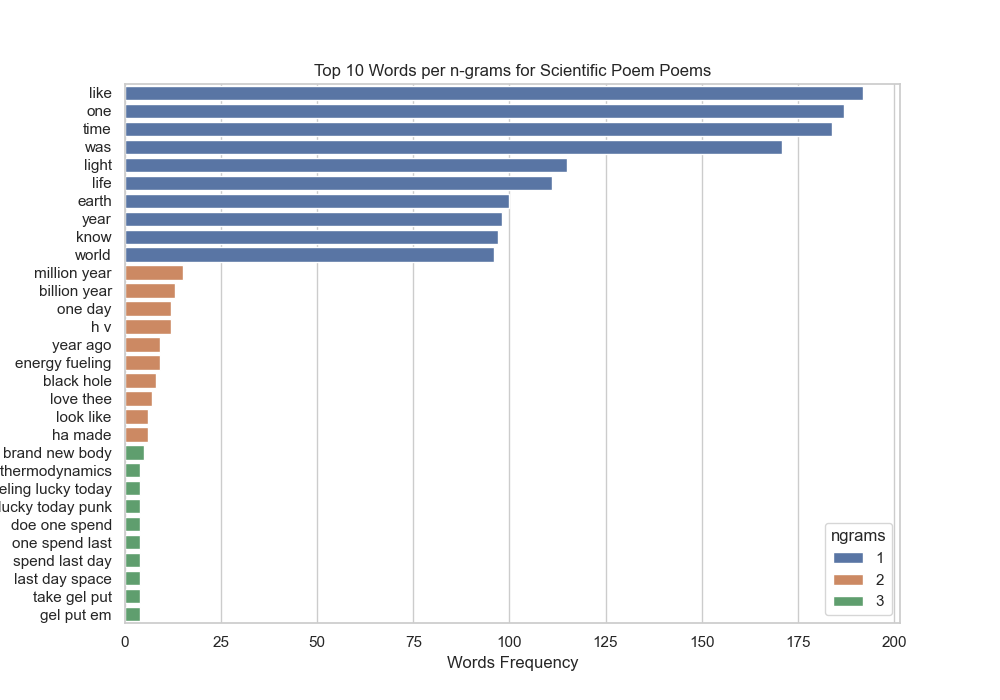 Top 10 Words per n-grams for Scientific Poem Poems
like
one
time
was
light
life
earth
year
know
world
million year
billion year
one day
h v
year ago
energy fueling
black hole
love thee
look like
ha made
brand new body
thermodynamics
eling lucky today
lucky today punk
doe one spend
one spend last
spend last day
last day space
take gel put
gel put em
ngrams
1
2
3
0 25 50 75 100 125 150 175 200
Words Frequency